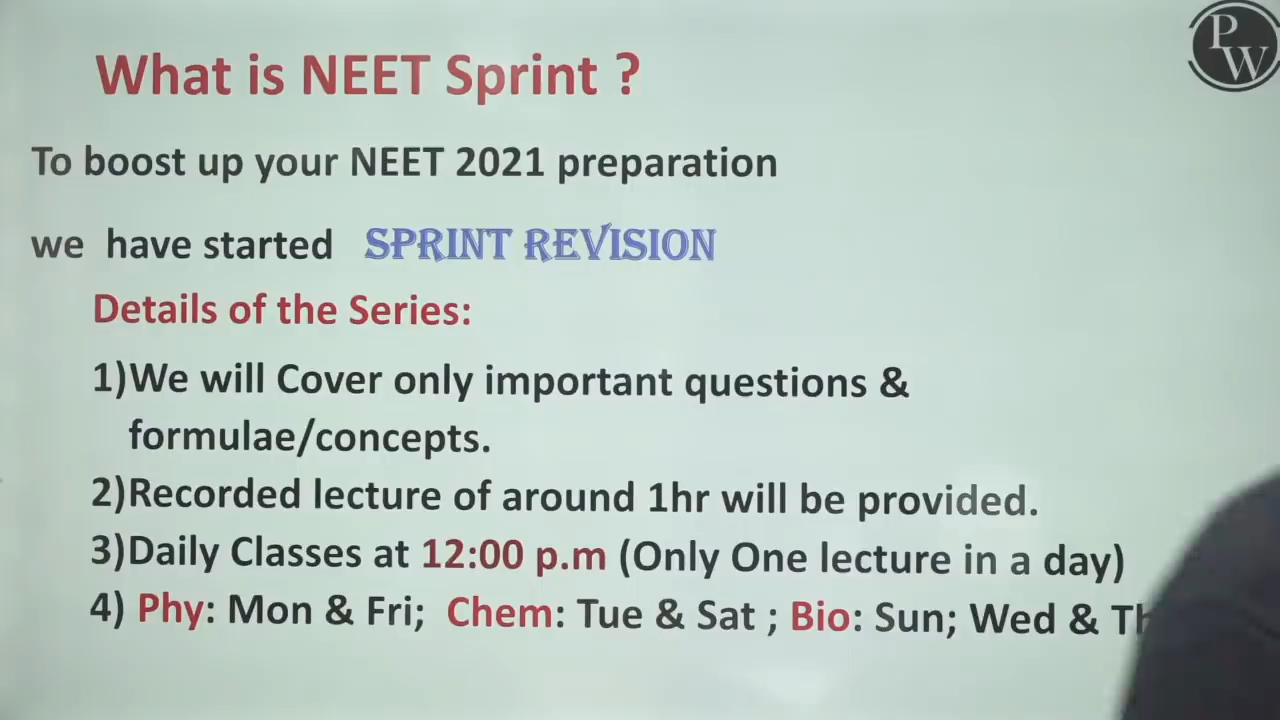 PW
What is NEET Sprint ?
To boost up your NEET 2021 preparation
we have started SPRINT REVISION
Details of the Series:
1)We will Cover only important questions &
formulae/concepts.
2)Recorded lecture of around 1hr will be provided.
3)Daily Classes at 12:00 p.m (Only One lecture in a day)
4) Phy: Mon & Fri; Chem: Tue & Sat ; Bio: Sun; Wed &